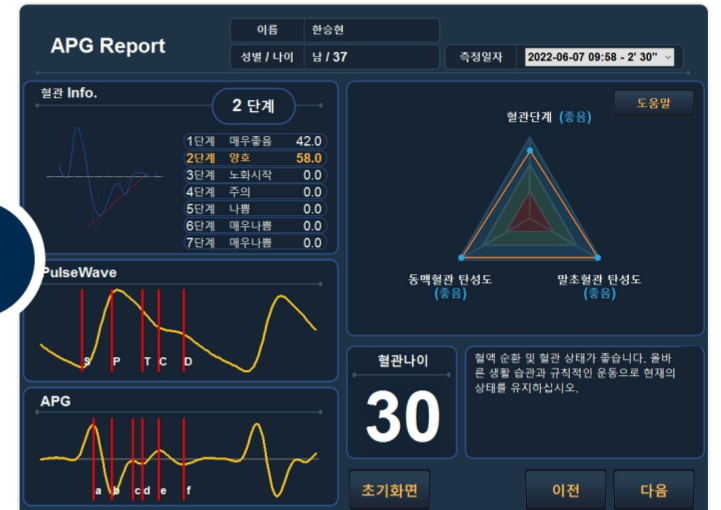 APG Report
이름 한승현
성별 / 나이 남 / 37
측정일자 2022-06-07 09:58 - 2' 30"
혈관 Info.
2 단계
1단계 매우좋음 42.0
2단계 양호 58.0
3단계 노화시작 0.0
4단계 주의 0.0
5단계 나쁨 0.0
6단계 매우나쁨 0.0
7단계 매우나쁨 0.0
도움말
혈관단계 (좋음)
동맥혈관 탄성도
(좋음)
말초혈관 탄성도
(좋음)
PulseWave
S P T C D
APG
a b c d e f
혈관나이
30
혈액 순환 및 혈관 상태가 좋습니다. 올바
른 생활 습관과 규칙적인 운동으로 현재의
상태를 유지하십시오.
초기화면 이전 다음